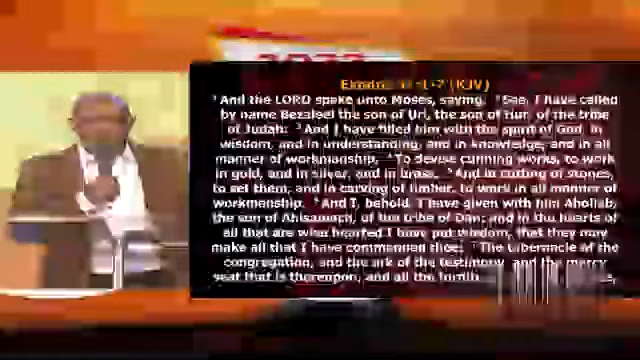 Exodus 31:1-7 (KJV)
1 And the LORD spake unto Moses, saying, 2 See, I have called
by name Bezaleel the son of Uri, the son of Hur, of the tribe
of Judah: 3 And I have filled him with the spirit of God, in
wisdom, and in understanding, and in knowledge, and in all
manner of workmanship, 4 To devise cunning works, to work
in gold, and in silver, and in brass, 5 And in cutting of stones,
to set them, and in carving of timber, to work in all manner of
workmanship. 6 And I, behold, I have given with him Aholiab,
the son of Ahisamach, of the tribe of Dan: and in the hearts of
all that are wise hearted I have put wisdom, that they may
make all that I have commanded thee; 7 The tabernacle of the
congregation, and the ark of the testimony, and the mercy
seat that is thereupon, and all the